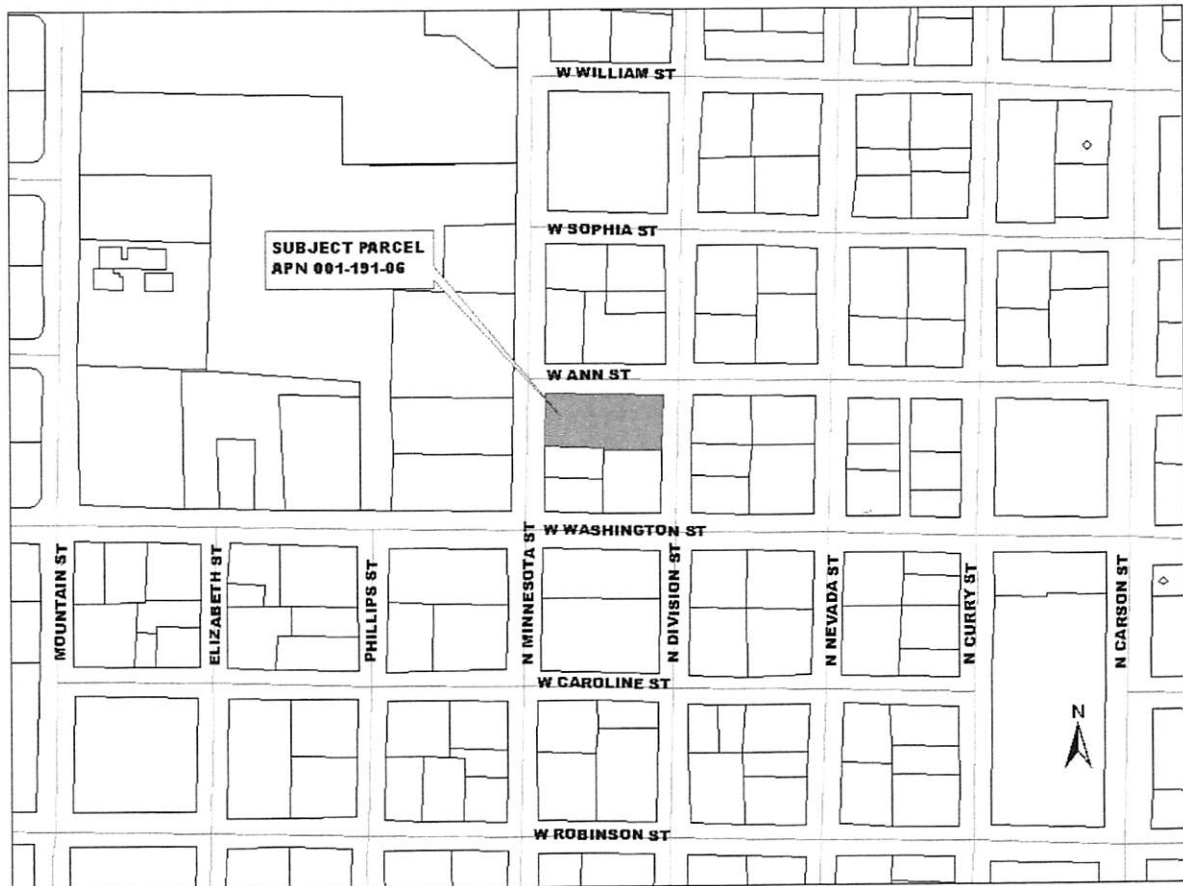 W WILLIAM ST
W SOPHIA ST
SUBJECT PARCEL
APN 001-191-06
W ANN ST
W WASHINGTON ST
MOUNTAIN ST
ELIZABETH ST
PHILLIPS ST
N MINNESOTA ST
N DIVISION ST
N NEVADA ST
N CURRY ST
N CARSON ST
W CAROLINE ST
N
W ROBINSON ST